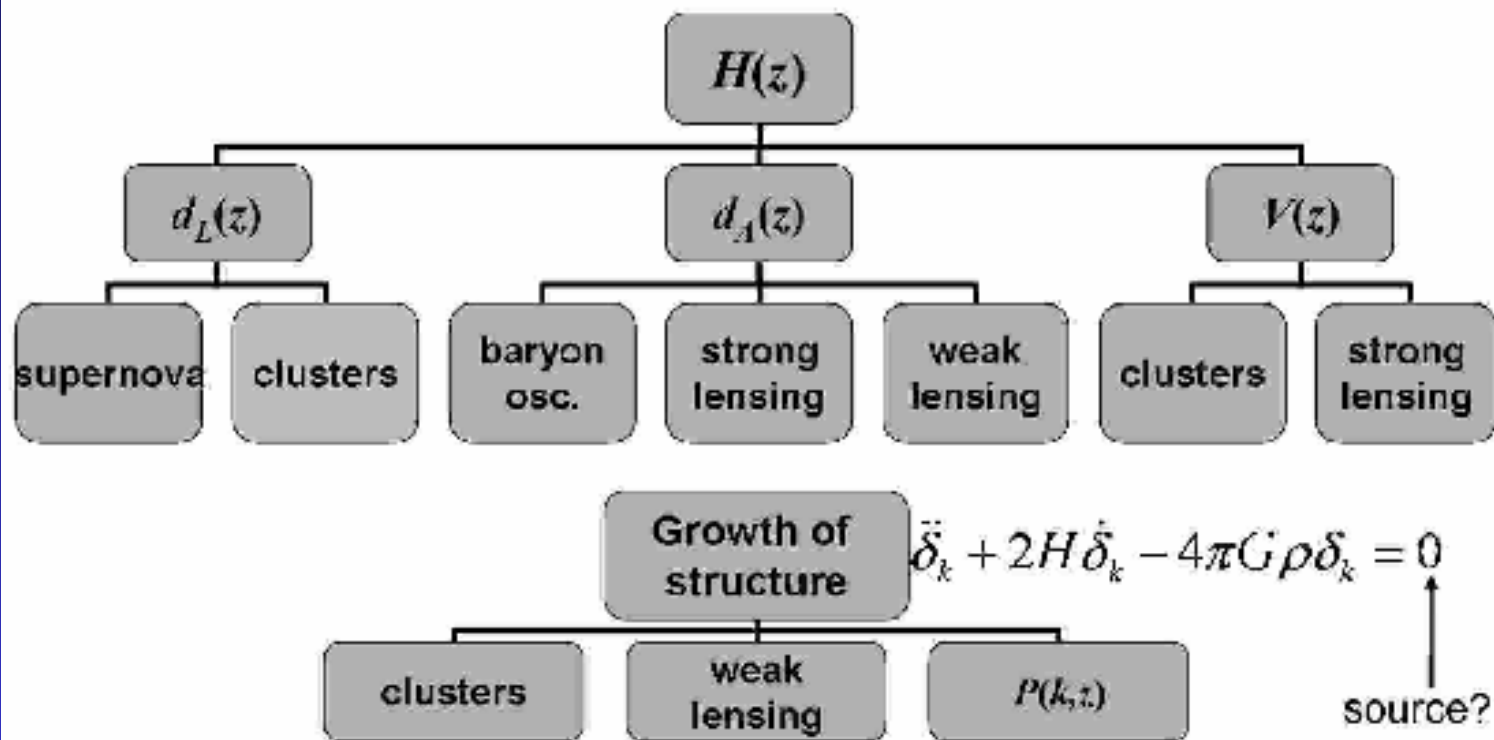 H(z)
d_L(z)
d_A(z)
V(z)
supernova
clusters
baryon
osc.
strong
lensing
weak
lensing
clusters
strong
lensing
Growth of
structure
δ̈_k + 2Hδ̇_k − 4πGρδ_k = 0
clusters
weak
lensing
P(k,z)
source?